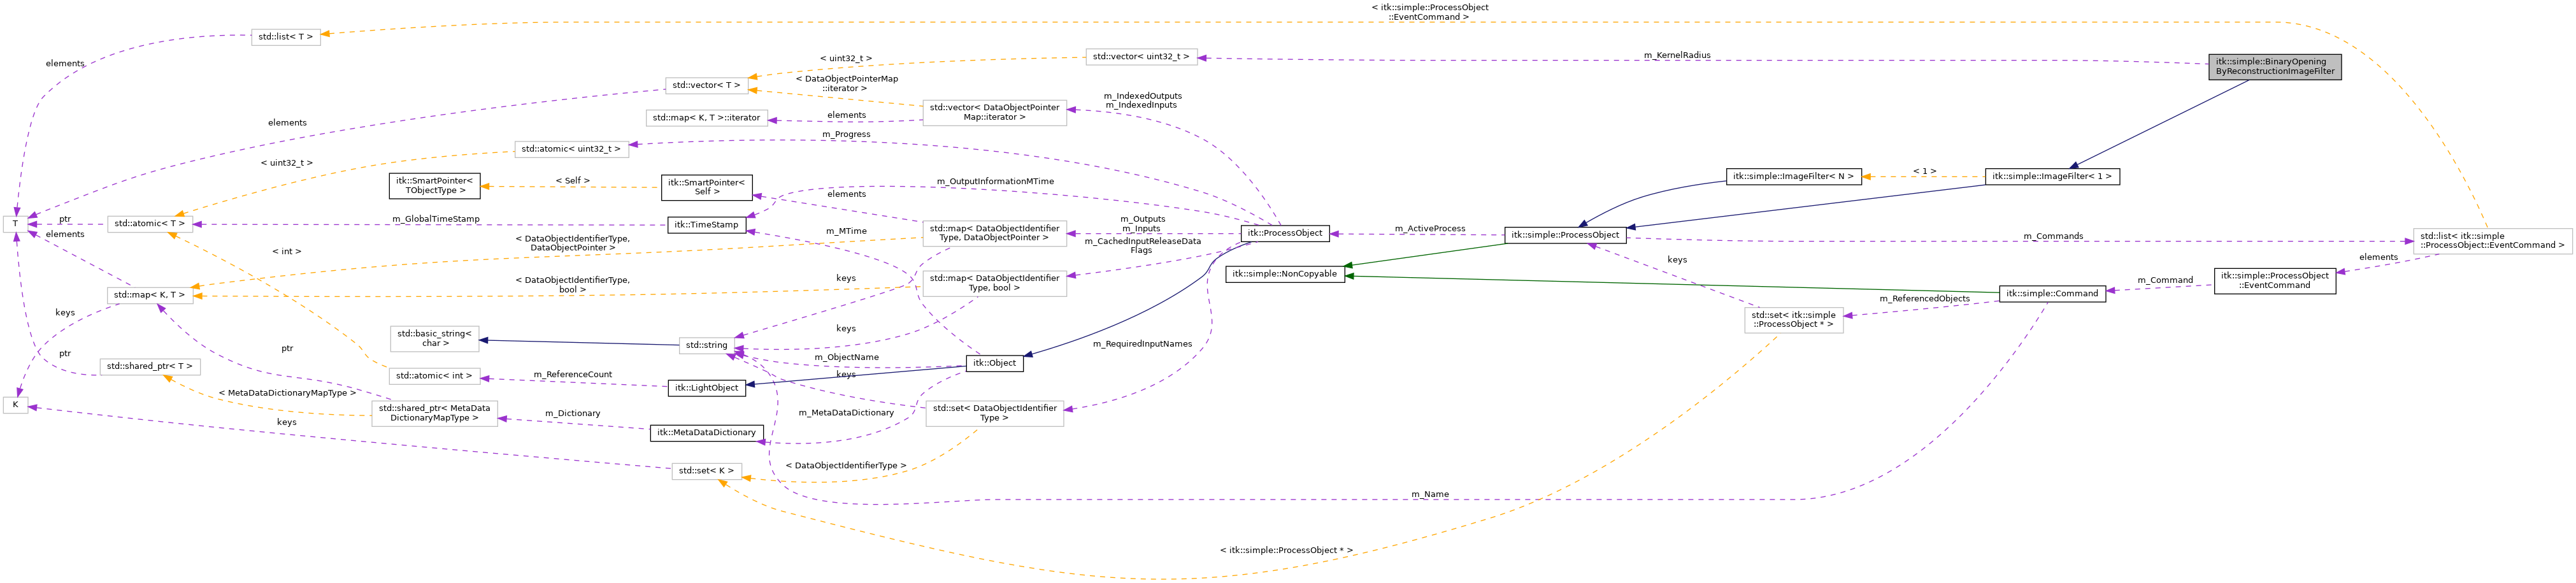 < itk::simple::ProcessObject
::EventCommand >
std::list< T >
elements
std::vector< uint32_t >
m_KernelRadius
itk::simple::BinaryOpening
ByReconstructionImageFilter
< uint32_t >
std::vector< T >
< DataObjectPointerMap
::iterator >
std::vector< DataObjectPointer
Map::iterator >
m_IndexedOutputs
m_IndexedInputs
std::map< K, T >::iterator
elements
elements
std::atomic< uint32_t >
m_Progress
< uint32_t >
itk::SmartPointer<
TObjectType >
< Self >
itk::SmartPointer<
Self >
m_OutputInformationMTime
elements
itk::simple::ImageFilter< N >
< 1 >
itk::simple::ImageFilter< 1 >
T
ptr
std::atomic< T >
m_GlobalTimeStamp
itk::TimeStamp
std::map< DataObjectIdentifier
Type, DataObjectPointer >
m_Outputs
m_Inputs
itk::ProcessObject
m_ActiveProcess
itk::simple::ProcessObject
m_Commands
std::list< itk::simple
::ProcessObject::EventCommand >
elements
m_MTime
< DataObjectIdentifierType,
DataObjectPointer >
m_CachedInputReleaseData
Flags
< int >
keys
elements
itk::simple::NonCopyable
itk::simple::ProcessObject
::EventCommand
m_Command
itk::simple::Command
std::map< K, T >
< DataObjectIdentifierType,
bool >
keys
std::map< DataObjectIdentifier
Type, bool >
m_ReferencedObjects
std::set< itk::simple
::ProcessObject * >
keys
std::basic_string<
char >
keys
std::string
ptr
ptr
m_ObjectName
itk::Object
m_RequiredInputNames
std::shared_ptr< T >
std::atomic< int >
m_ReferenceCount
itk::LightObject
keys
< MetaDataDictionaryMapType >
K
std::shared_ptr< MetaData
DictionaryMapType >
m_Dictionary
itk::MetaDataDictionary
m_MetaDataDictionary
std::set< DataObjectIdentifier
Type >
keys
std::set< K >
< DataObjectIdentifierType >
m_Name
< itk::simple::ProcessObject * >